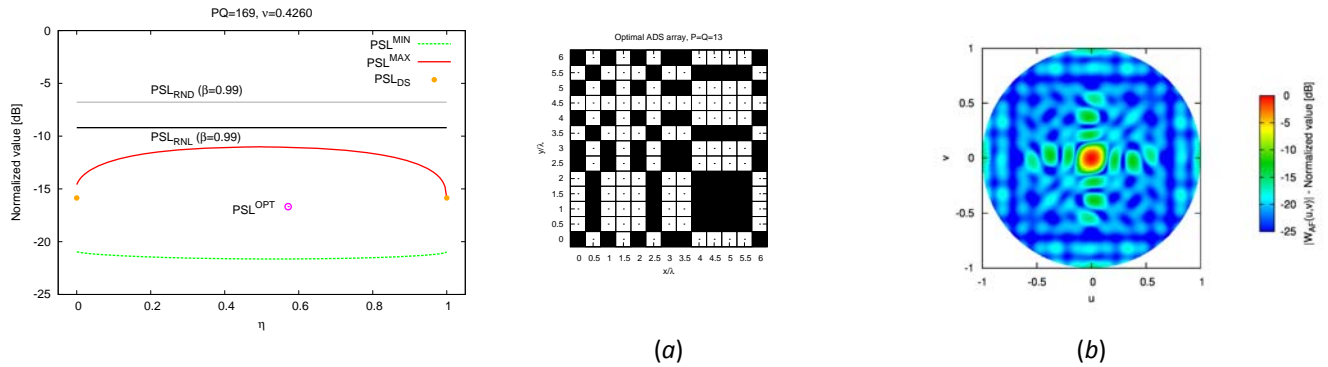 PQ=169, ν=0.4260
PSL^MIN
PSL^MAX
PSL_DS
PSL_RND (β=0.99)
PSL_RNL (β=0.99)
PSL^OPT
0
-5
-10
-15
-20
-25
Normalized value [dB]
0 0.2 0.4 0.6 0.8 1
η
Optimal ADS array, P=Q=13
6
5.5
5
4.5
4
3.5
3
2.5
2
1.5
1
0.5
0
y/λ
0 0.5 1 1.5 2 2.5 3 3.5 4 4.5 5 5.5 6
x/λ
(a)
1
0.5
0
-0.5
-1
v
-1 -0.5 0 0.5 1
u
0
-5
-10
-15
-20
-25
|W_AF(u,v)| - Normalized value [dB]
(b)